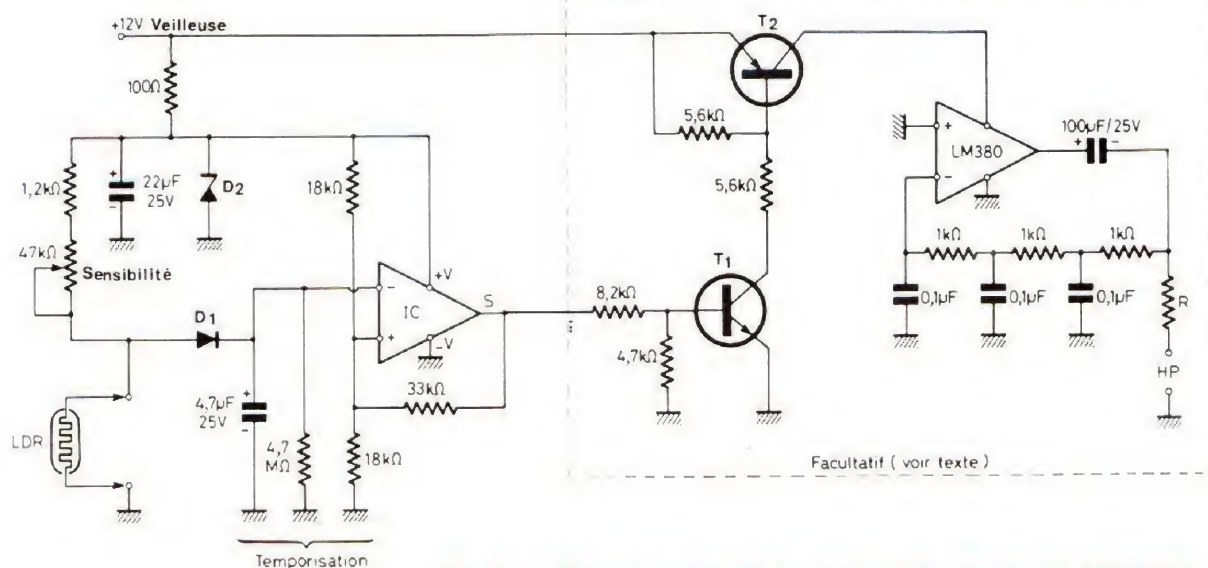 +12V Veilleuse
100Ω
1,2kΩ
+
22µF
25V
-
D2
18kΩ
47kΩ
Sensibilité
D1
+V
-
IC
+
-V
S
E
33kΩ
+
4,7µF
25V
-
4,7
MΩ
18kΩ
LDR
Temporisation
T2
5,6kΩ
5,6kΩ
T1
8,2kΩ
4,7kΩ
+
LM380
-
100µF/25V
+
-
1kΩ
1kΩ
1kΩ
0,1µF
0,1µF
0,1µF
R
HP
Facultatif ( voir texte )